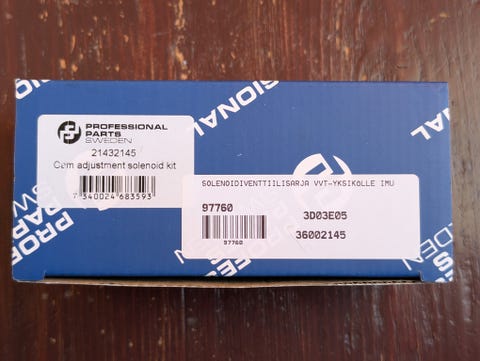 PROFESSIONAL
PARTS
SWEDEN
21432145
Cam adjustment solenoid kit
7 340024 683593
SOLENOIDIVENTTIILISARJA VVT-YKSIKÖLLE IMU
97760
3D03E05
97760
36002145